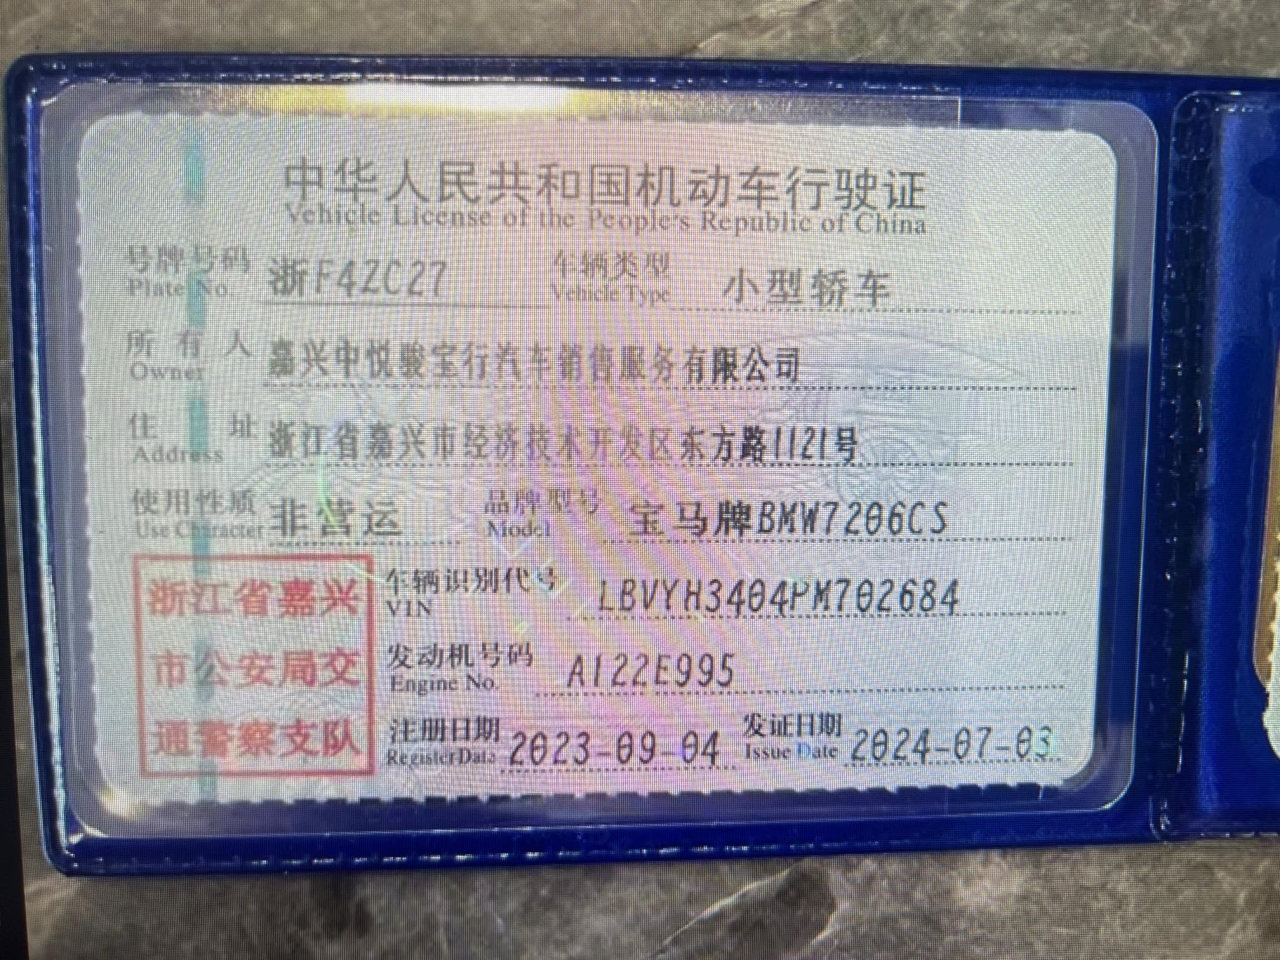 中华人民共和国机动车行驶证
Vehicle License of the People's Republic of China
号牌号码 浙F4ZC27 车辆类型 小型轿车
Plate No. Vehicle Type
所有人 嘉兴中悦骏宝行汽车销售服务有限公司
Owner
住址 浙江省嘉兴市经济技术开发区东方路1121号
Address
使用性质 非营运 品牌型号 宝马牌BMW7206CS
Use Character Model
浙江省嘉兴
市公安局交
通警察支队
车辆识别代号 LBVYH3404PM702684
VIN
发动机号码 A122E995
Engine No.
注册日期 2023-09-04 发证日期 2024-07-03
Register Data Issue Date